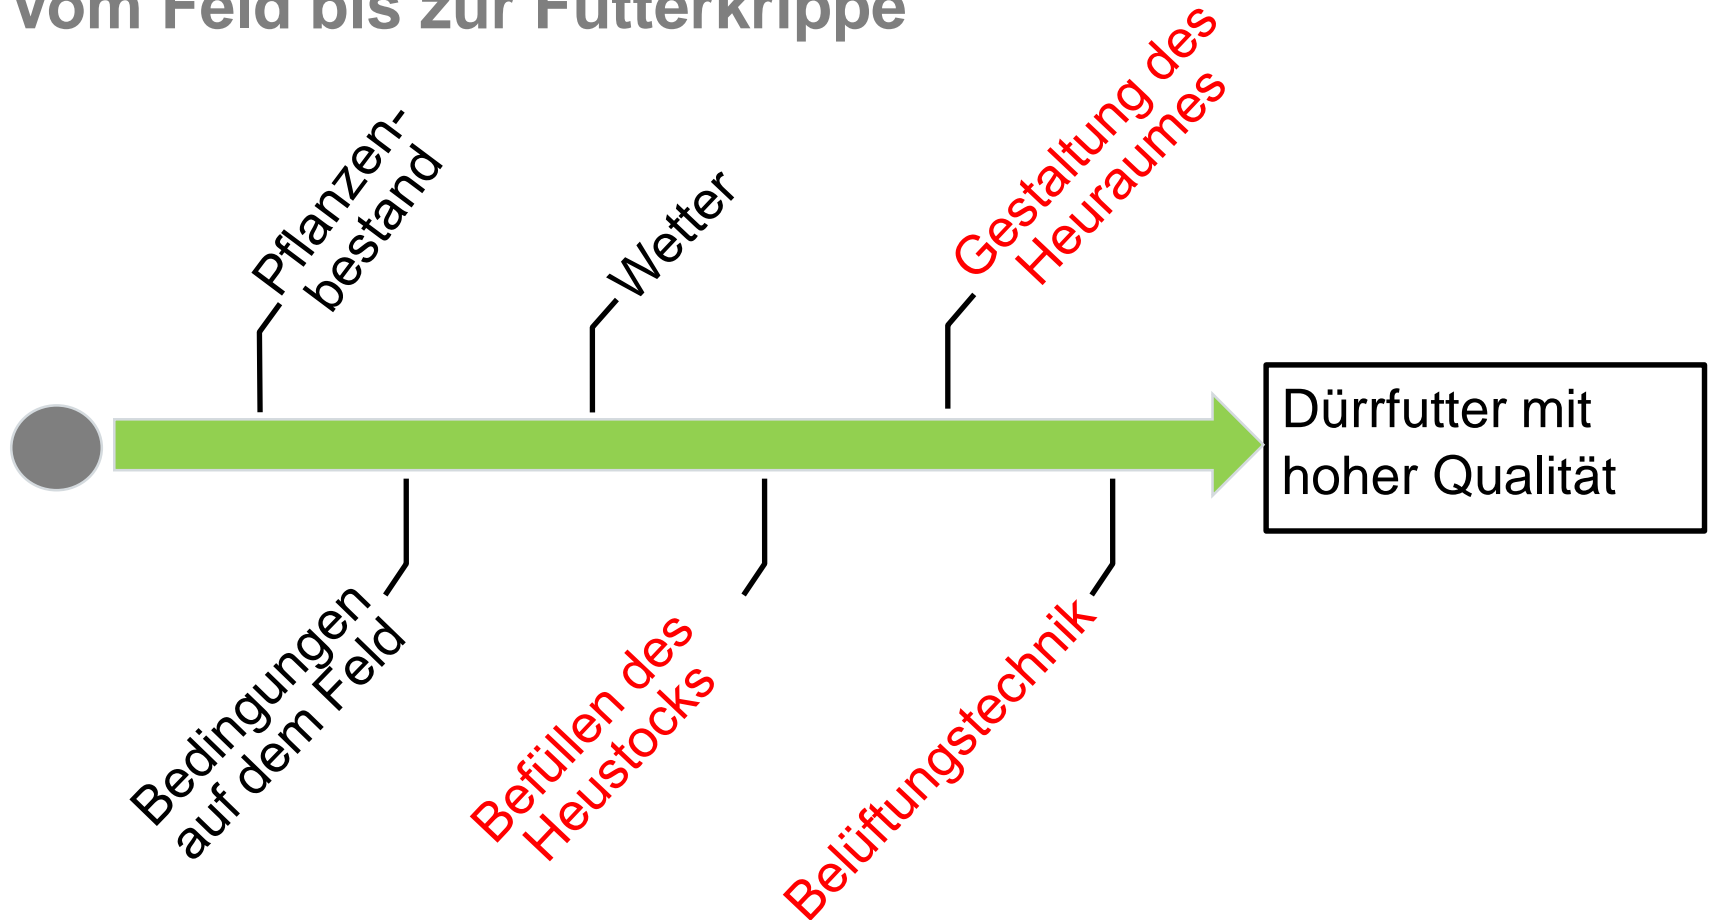 Vom Feld bis zur Futterkrippe
Pflanzen-
bestand
Wetter
Gestaltung des
Heuraumes
Dürrfutter mit
hoher Qualität
Bedingungen
auf dem Feld
Befüllen des
Heustocks
Belüftungstechnik